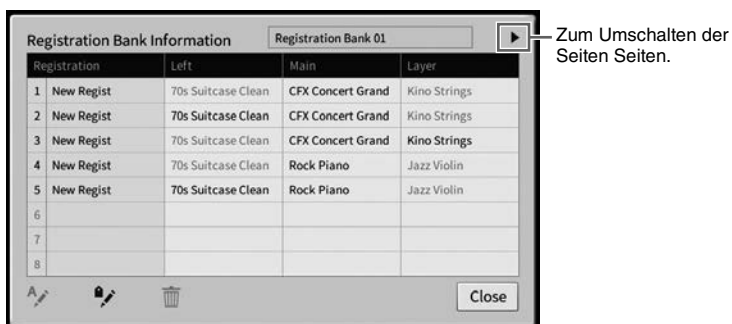 Registration Bank Information
Registration Bank 01
Zum Umschalten der
Seiten Seiten.
Registration Left Main Layer
1 New Regist 70s Suitcase Clean CFX Concert Grand Kino Strings
2 New Regist 70s Suitcase Clean CFX Concert Grand Kino Strings
3 New Regist 70s Suitcase Clean CFX Concert Grand Kino Strings
4 New Regist 70s Suitcase Clean Rock Piano Jazz Violin
5 New Regist 70s Suitcase Clean Rock Piano Jazz Violin
6
7
8
A
Close